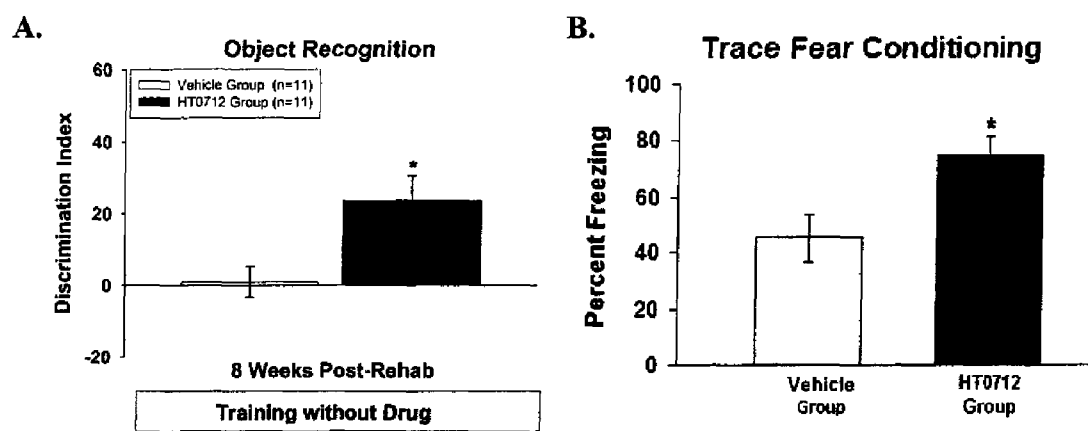 A.
Object Recognition
60
40
20
0
-20
Discrimination Index
Vehicle Group (n=11)
HT0712 Group (n=11)
*
8 Weeks Post-Rehab
Training without Drug
B.
Trace Fear Conditioning
100
80
60
40
20
0
Percent Freezing
*
Vehicle
Group
HT0712
Group